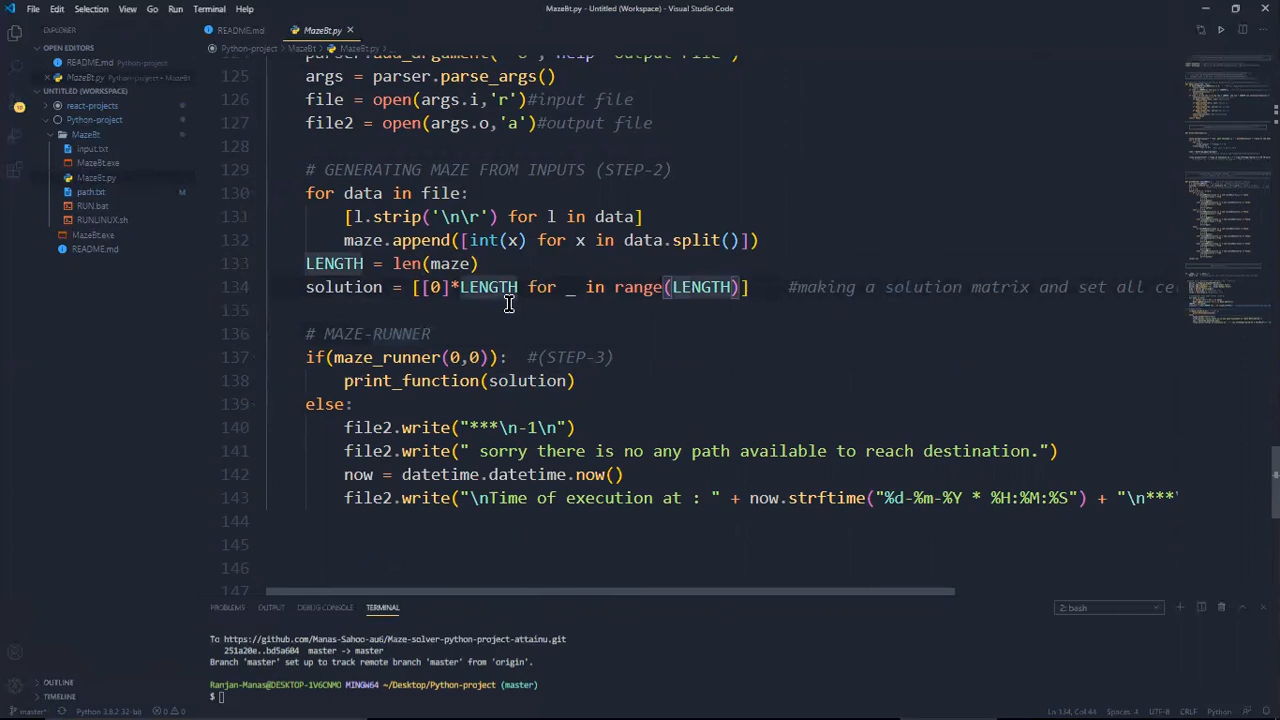 File Edit Selection View Go Run Terminal Help
MazeBt.py - Untitled (Workspace) - Visual Studio Code
EXPLORER
OPEN EDITORS
README.md Python-project
MazeBt.py Python-project • MazeBt
UNTITLED (WORKSPACE)
react-projects
Python-project
MazeBt
input.txt
MazeBt.exe
MazeBt.py
path.txt M
RUN.bat
RUNLINUX.sh
MazeBt.exe
README.md
OUTLINE
TIMELINE
README.md MazeBt.py
Python-project > MazeBt > MazeBt.py
125 args = parser.parse_args()
126 file = open(args.i,'r')#input file
127 file2 = open(args.o,'a')#output file
128
129 # GENERATING MAZE FROM INPUTS (STEP-2)
130 for data in file:
131 [l.strip('\n\r') for l in data]
132 maze.append([int(x) for x in data.split()])
133 LENGTH = len(maze)
134 solution = [[0]*LENGTH for _ in range(LENGTH)] #making a solution matrix and set all ce
135
136 # MAZE-RUNNER
137 if(maze_runner(0,0)): #(STEP-3)
138 print_function(solution)
139 else:
140 file2.write("***\n-1\n")
141 file2.write(" sorry there is no any path available to reach destination.")
142 now = datetime.datetime.now()
143 file2.write("\nTime of execution at : " + now.strftime("%d-%m-%Y * %H:%M:%S") + "\n***
144
145
146
147
PROBLEMS OUTPUT DEBUG CONSOLE TERMINAL
2: bash
To https://github.com/Manas-Sahoo-au6/Maze-solver-python-project-attainu.git
251a20e..bd5a604 master -> master
Branch 'master' set up to track remote branch 'master' from 'origin'.
Ranjan-Manas@DESKTOP-1V6CNMO MINGW64 ~/Desktop/Python-project (master)
$
master* Python 3.8.2 32-bit 0 0
Ln 134, Col 44 Spaces: 4 UTF-8 CRLF Python